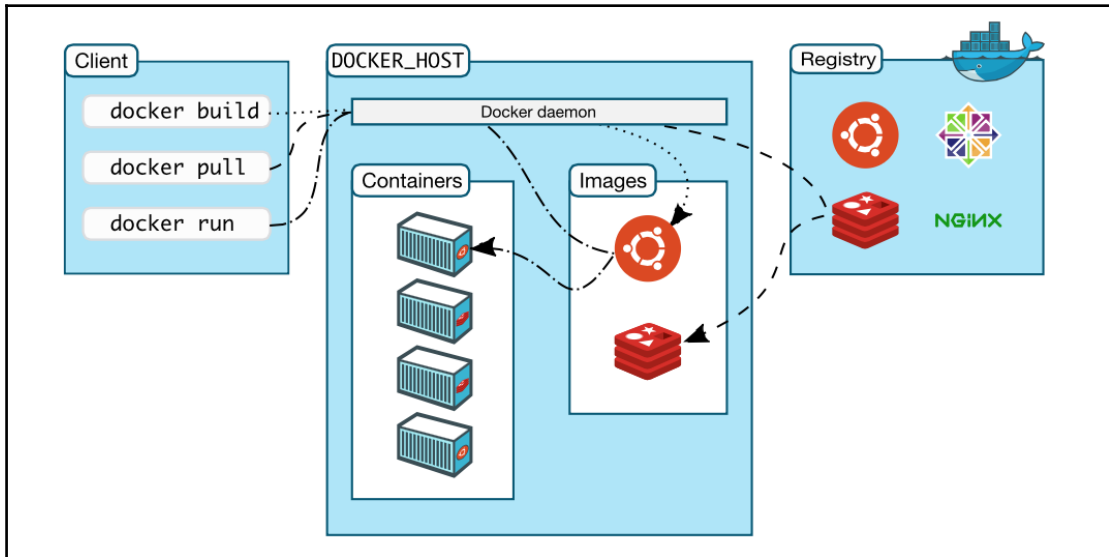 Client
docker build
docker pull
docker run
DOCKER_HOST
Docker daemon
Containers
Images
Registry
NGiNX